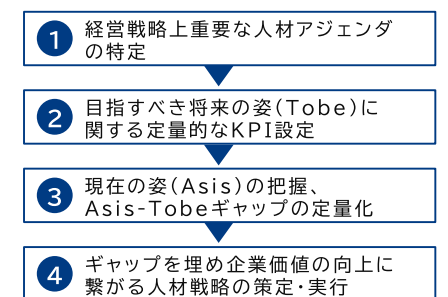 1 経営戦略上重要な人材アジェンダ
の特定
2 目指すべき将来の姿(Tobe)に
関する定量的なKPI設定
3 現在の姿(Asis)の把握、
Asis-Tobeギャップの定量化
4 ギャップを埋め企業価値の向上に
繋がる人材戦略の策定・実行